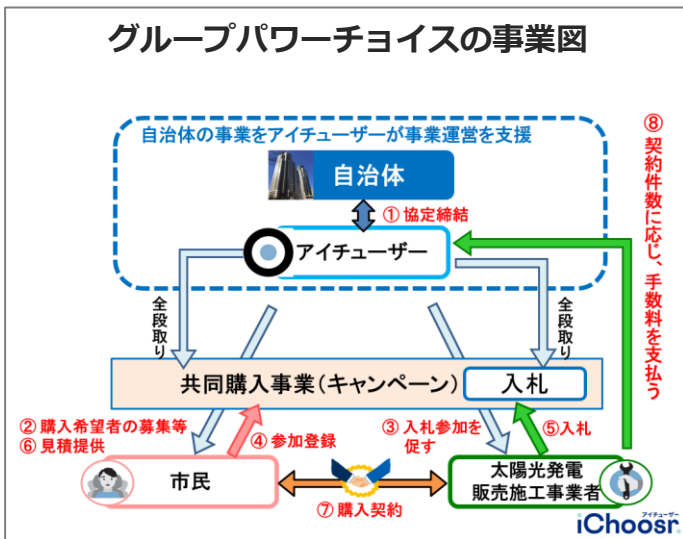 グループパワーチョイスの事業図
自治体の事業をアイチューザーが事業運営を支援
自治体
① 協定締結
アイチューザー
⑧ 契約件数に応じ、手数料を支払う
全段取り
全段取り
共同購入事業(キャンペーン)
入札
② 購入希望者の募集等
⑥ 見積提供
④ 参加登録
③ 入札参加を
促す
⑤入札
市民
太陽光発電
販売施工事業者
⑦ 購入契約
アイチューザー
iChoosr